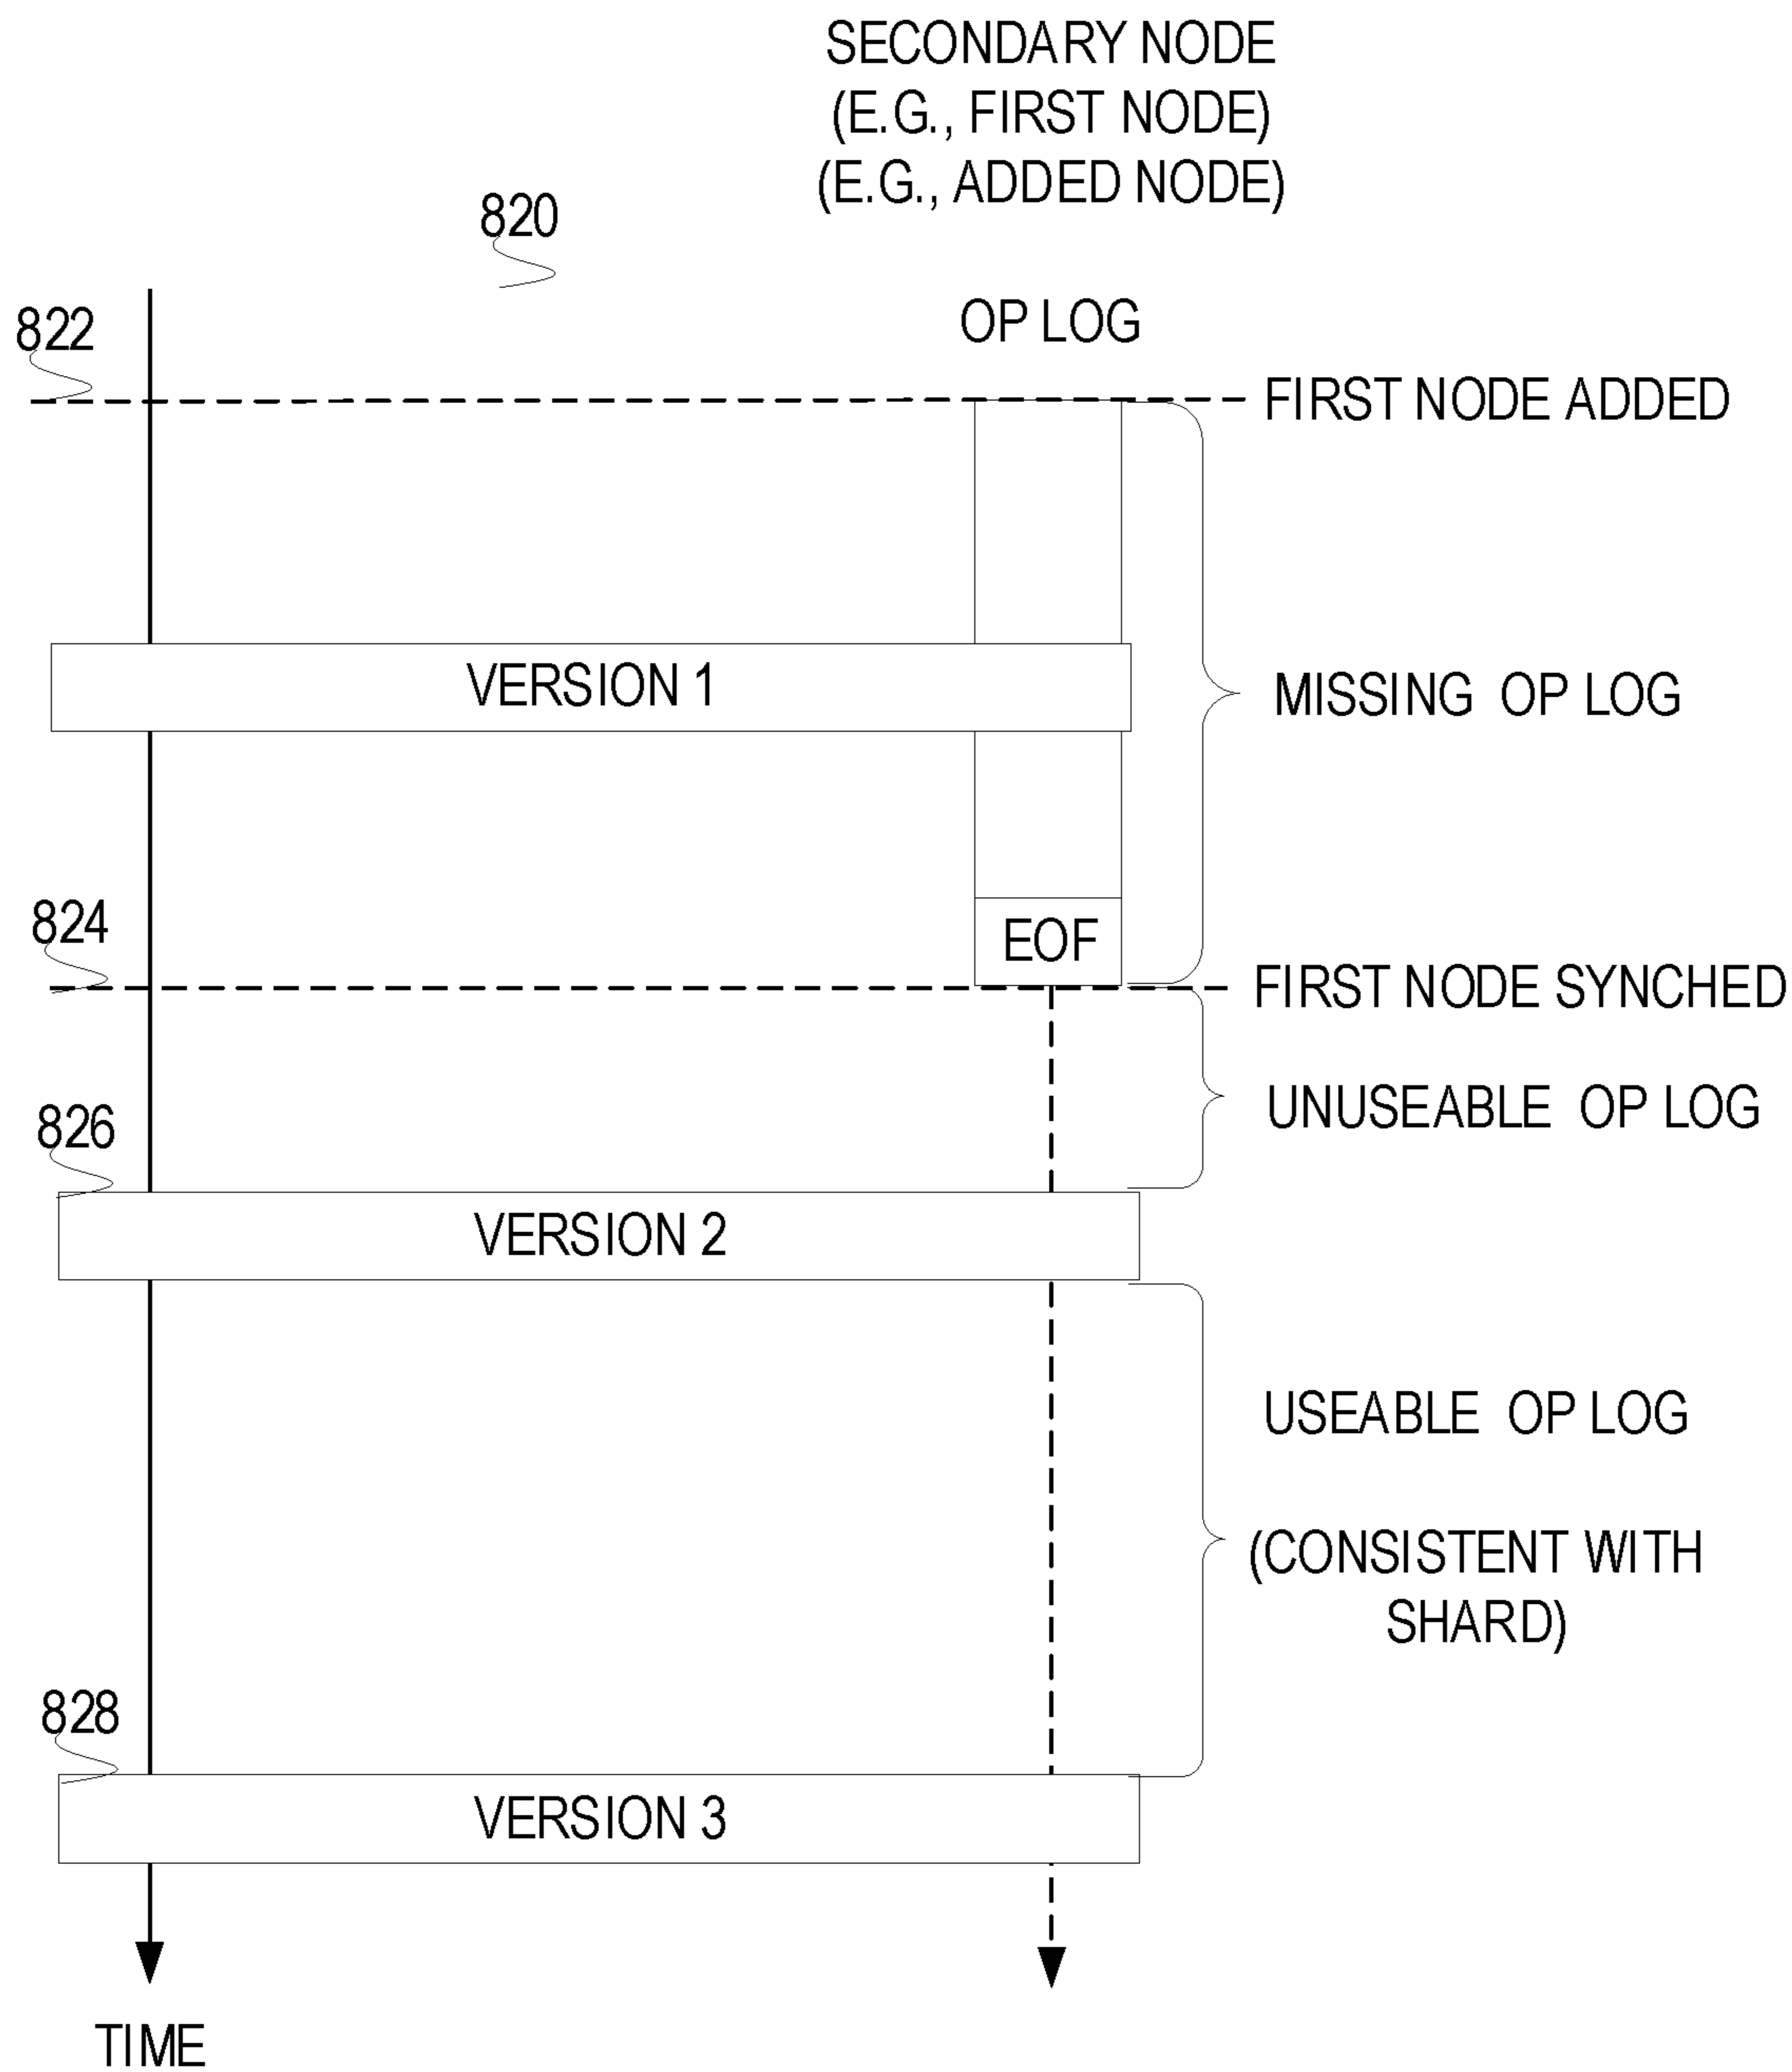 SECONDARY NODE
(E.G., FIRST NODE)
(E.G., ADDED NODE)
820
822
OP LOG
FIRST NODE ADDED
VERSION 1
MISSING OP LOG
824
EOF
FIRST NODE SYNCHED
826
UNUSEABLE OP LOG
VERSION 2
USEABLE OP LOG
(CONSISTENT WITH
SHARD)
828
VERSION 3
TIME